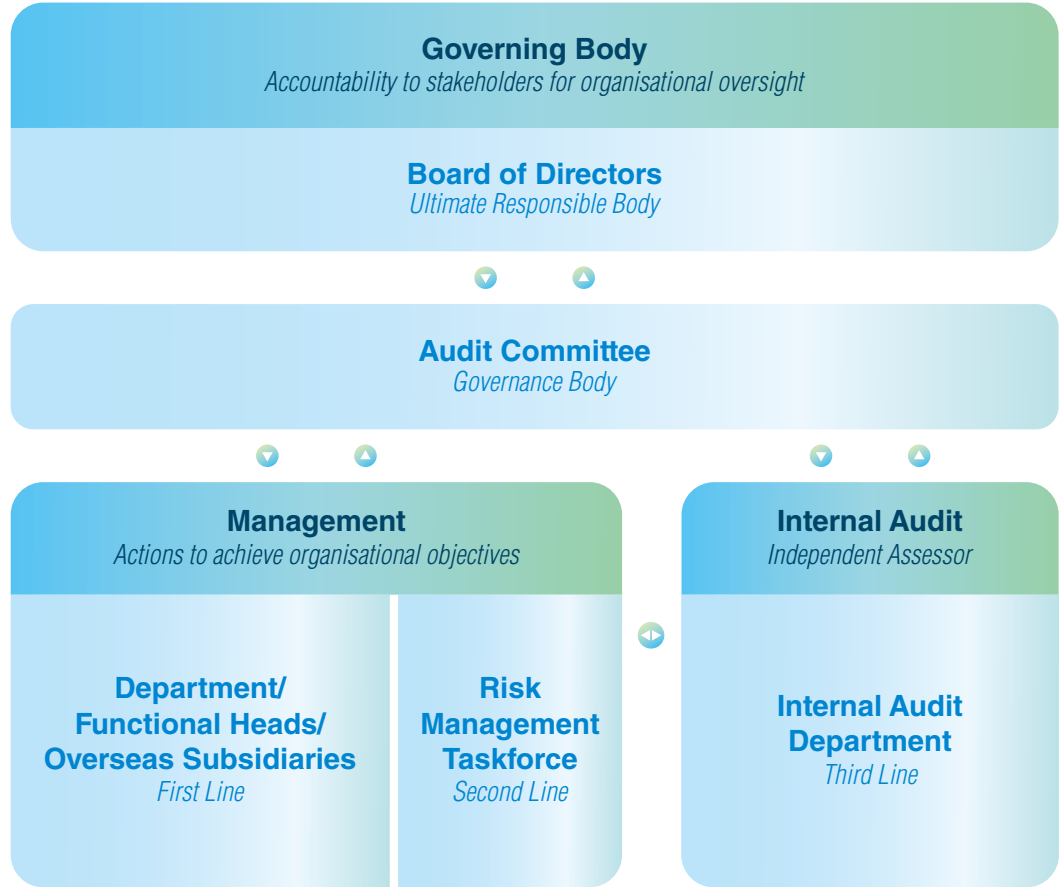 Governing Body
Accountability to stakeholders for organisational oversight
Board of Directors
Ultimate Responsible Body
Audit Committee
Governance Body
Management
Actions to achieve organisational objectives
Department/
Functional Heads/
Overseas Subsidiaries
First Line
Risk
Management
Taskforce
Second Line
Internal Audit
Independent Assessor
Internal Audit
Department
Third Line